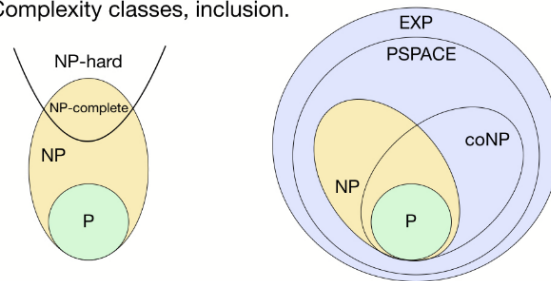 Complexity classes, inclusion.
NP-hard
NP-complete
NP
P
EXP
PSPACE
coNP
NP
P